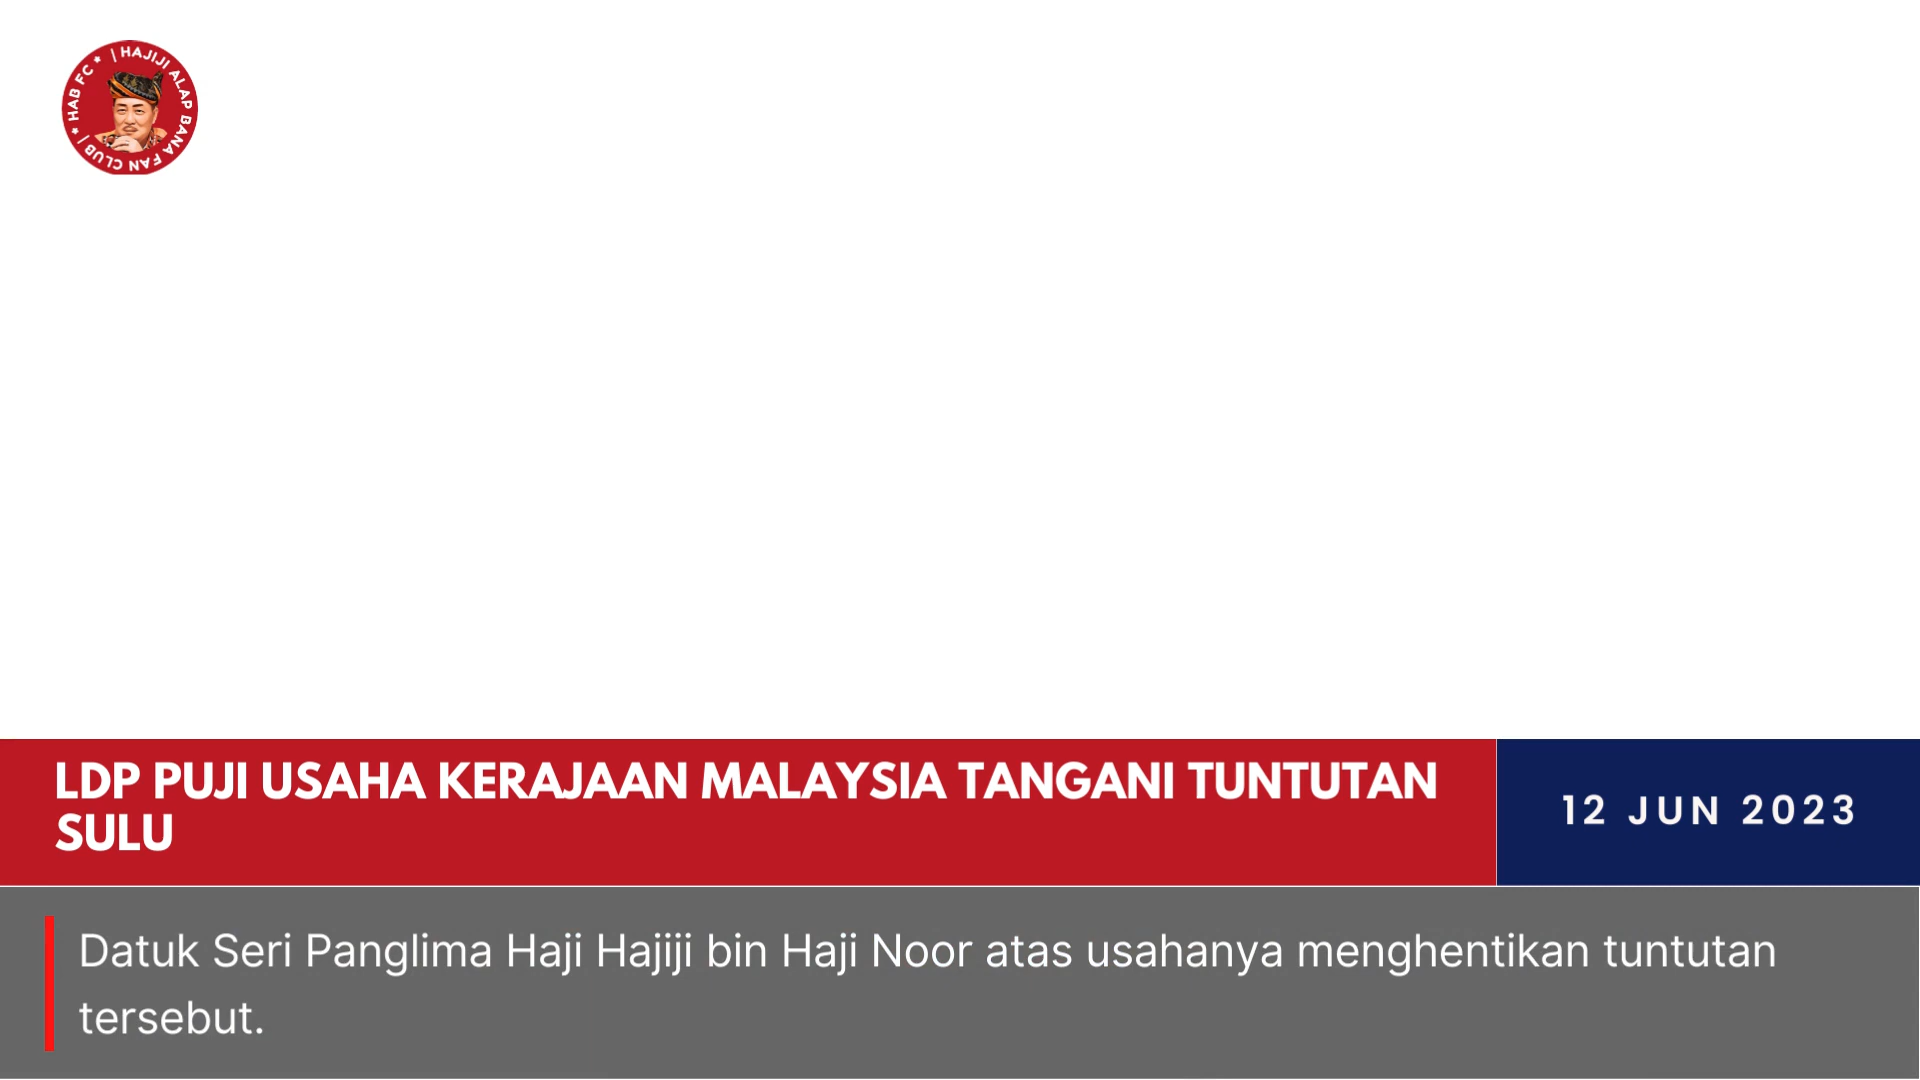 | HAJIJI ALAP BANA FAN CLUB | * HAB FC *
LDP PUJI USAHA KERAJAAN MALAYSIA TANGANI TUNTUTAN
SULU
12 JUN 2023
Datuk Seri Panglima Haji Hajiji bin Haji Noor atas usahanya menghentikan tuntutan
tersebut.